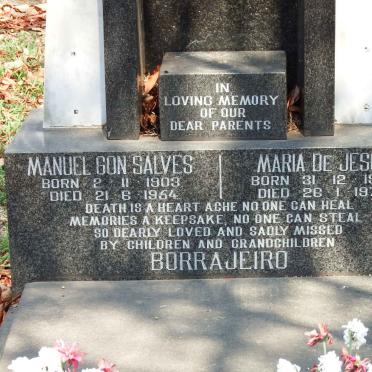 IN
LOVING MEMORY
OF OUR
DEAR PARENTS
MANUEL GON SALVES
BORN 2 11 1903
DIED 21 6 1964
MARIA DE
BORN 31 12
DIED 26 1
DEATH IS A HEART ACHE NO ONE CAN HEAL
MEMORIES A KEEPSAKE, NO ONE CAN STEAL
SO DEARLY LOVED AND SADLY MISSED
BY CHILDREN AND GRANDCHILDREN
BORRAJEIRO